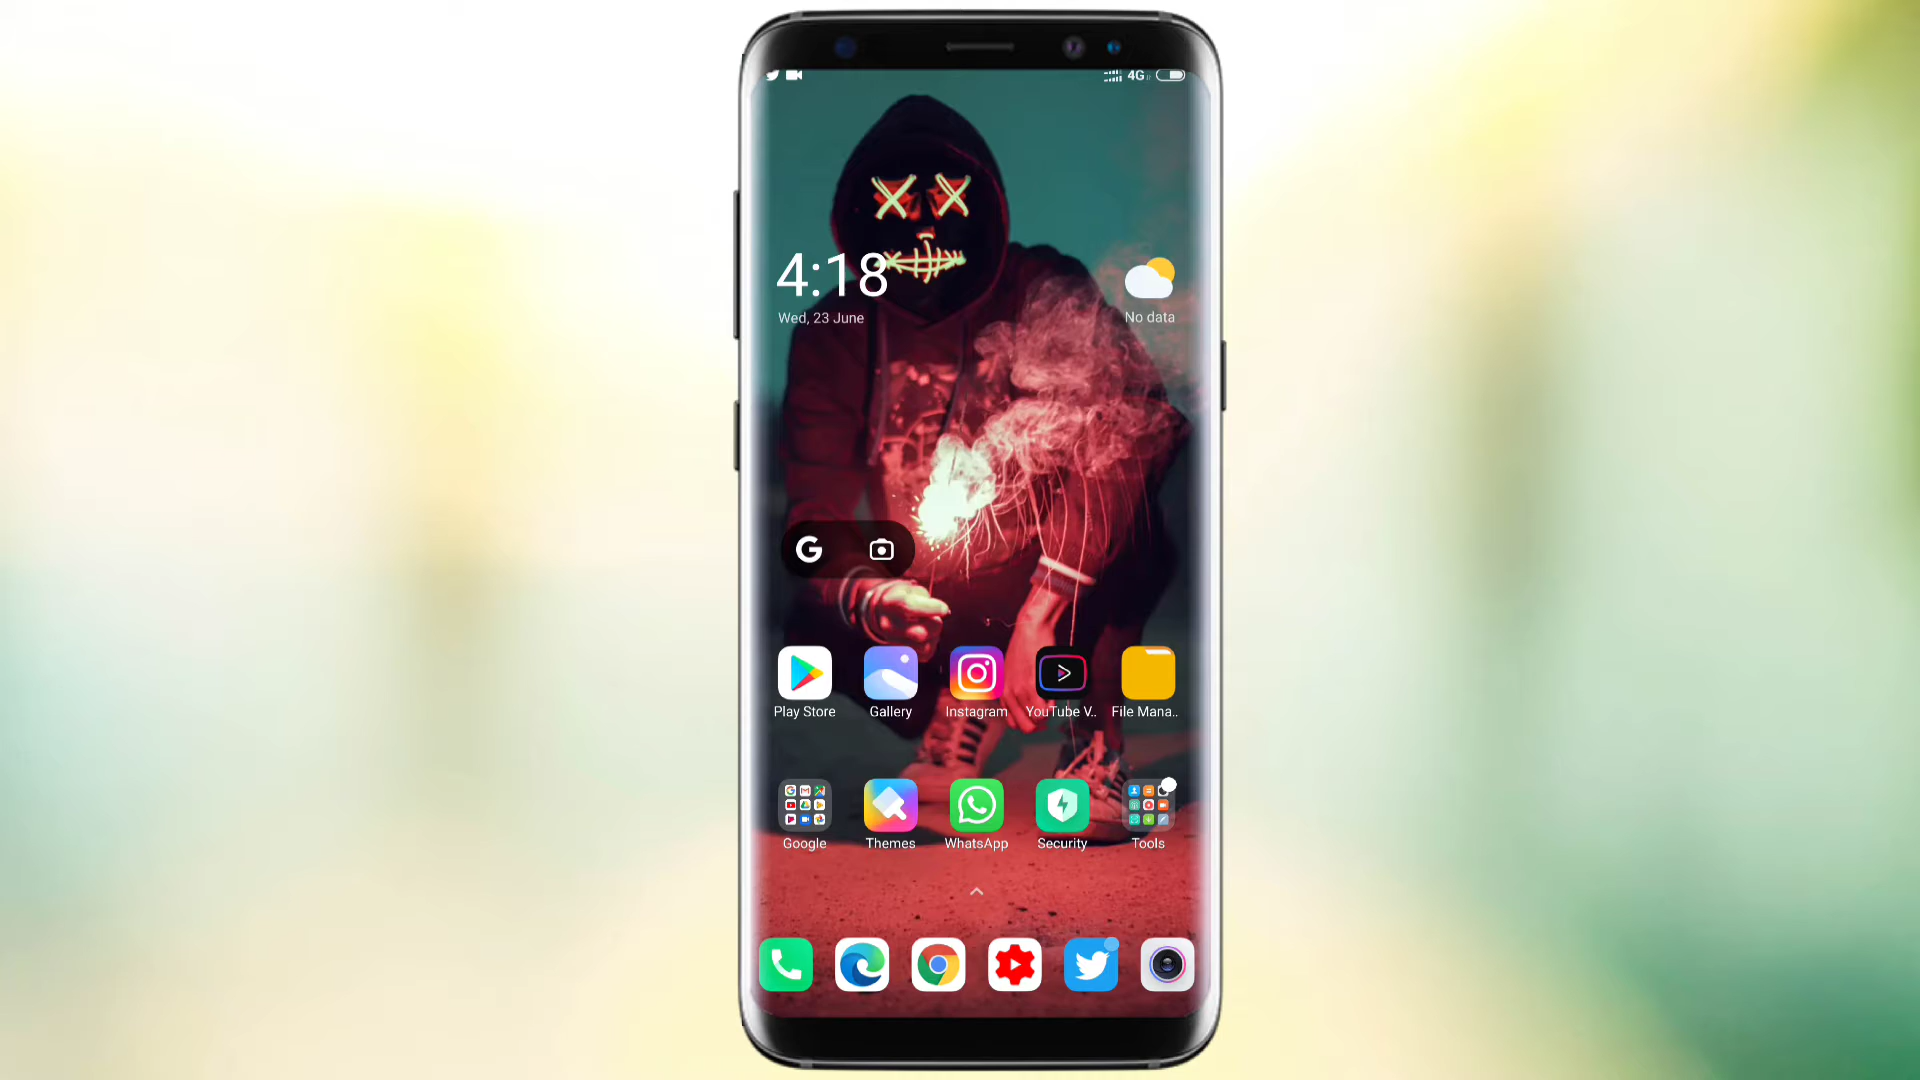 4G
4:18
Wed, 23 June
No data
G
Play Store
Gallery
Instagram
YouTube V..
File Mana..
Google
Themes
WhatsApp
Security
Tools